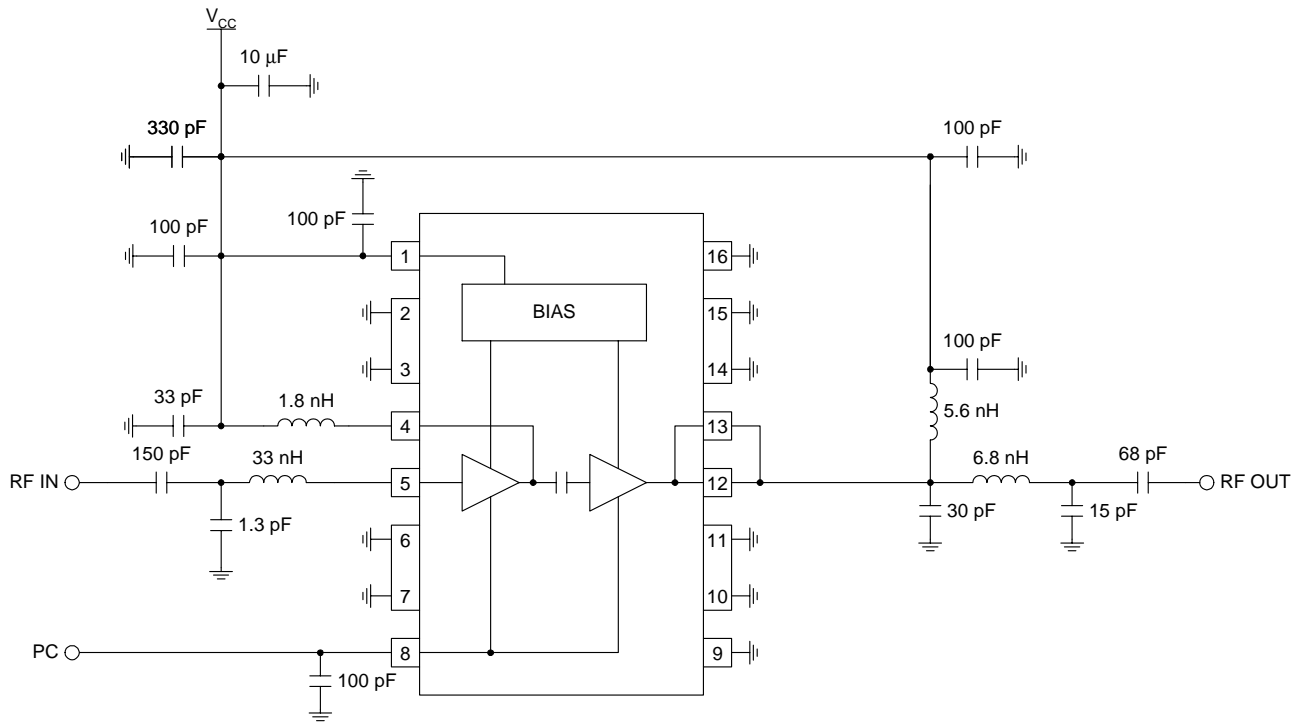 VCC
10 µF
330 pF
100 pF
100 pF
100 pF
1
16
2
BIAS
15
3
14
100 pF
33 pF
1.8 nH
4
13
5.6 nH
RF IN
150 pF
33 nH
5
12
6.8 nH
68 pF
RF OUT
1.3 pF
30 pF
15 pF
6
11
7
10
PC
8
9
100 pF